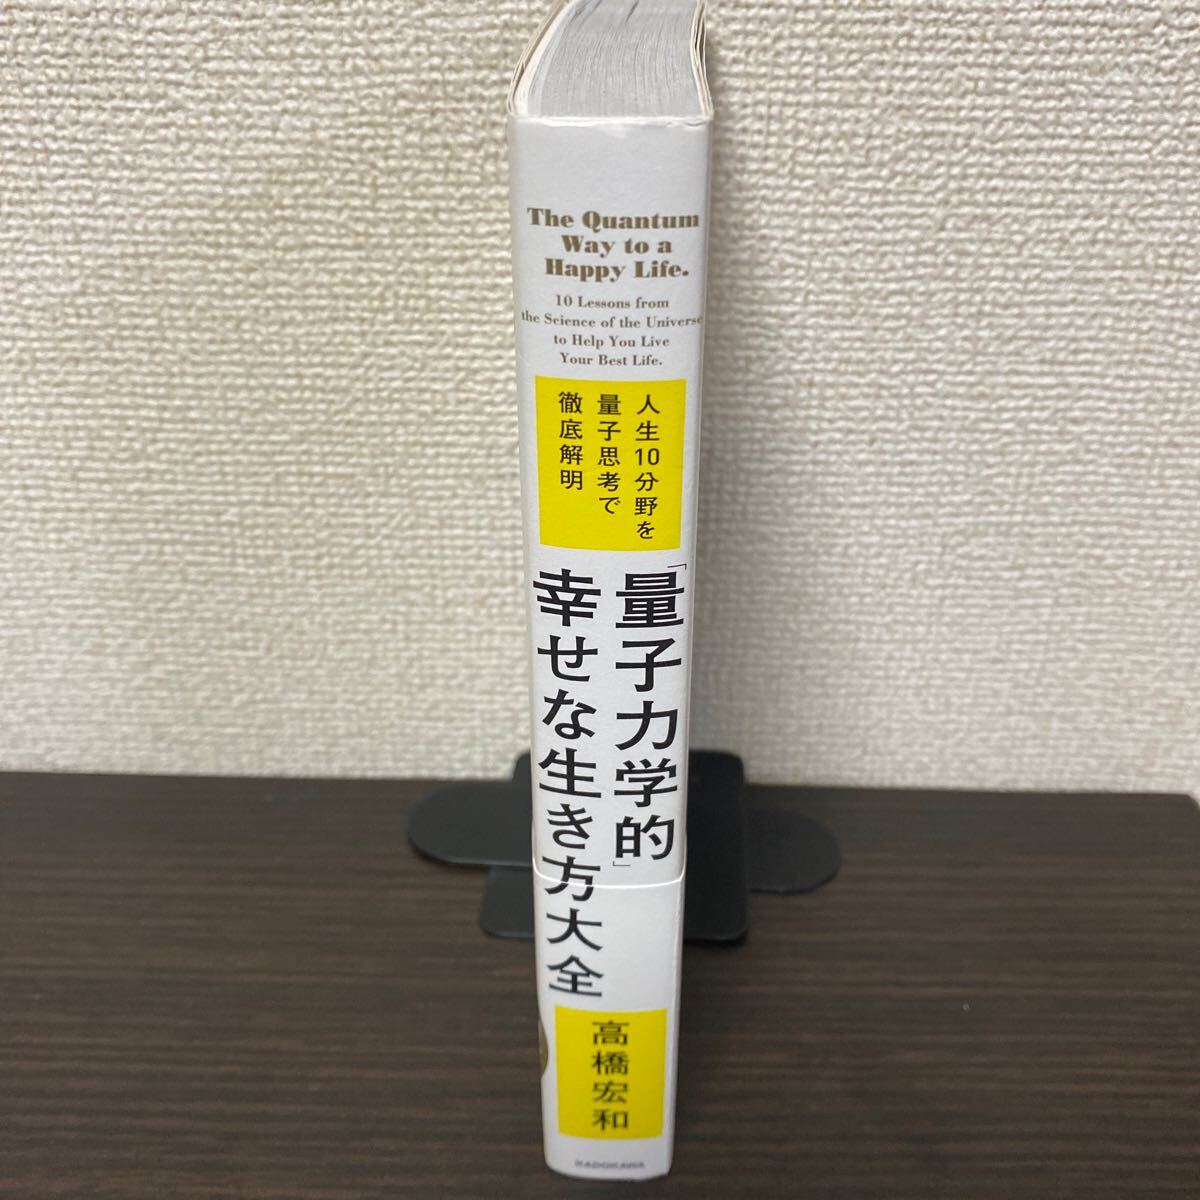 The Quantum
Way to a
Happy Life.
10 Lessons from
the Science of the Universe
to Help You Live
Your Best Life.
人生10分野を
量子思考で
徹底解明
「量子力学的」
幸せな生き方大全
高橋宏和
KADOKAWA